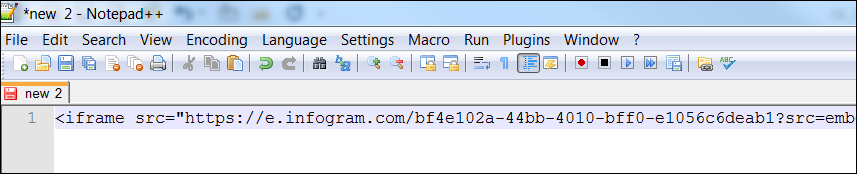 *new 2 - Notepad++
File Edit Search View Encoding Language Settings Macro Run Plugins Window ?
ABC
new 2
1 <iframe src="https://e.infogram.com/bf4e102a-44bb-4010-bff0-e1056c6deab1?src=emb